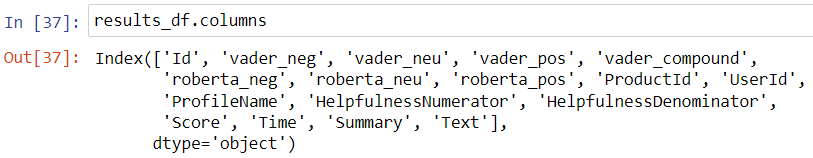 In [37]: results_df.columns
Out[37]: Index(['Id', 'vader_neg', 'vader_neu', 'vader_pos', 'vader_compound',
'roberta_neg', 'roberta_neu', 'roberta_pos', 'ProductId', 'UserId',
'ProfileName', 'HelpfulnessNumerator', 'HelpfulnessDenominator',
'Score', 'Time', 'Summary', 'Text'],
dtype='object')